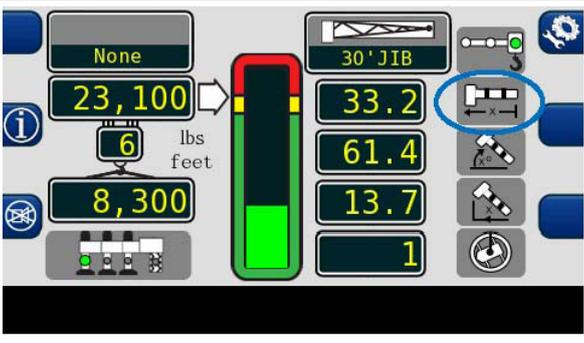 None
30'JIB
23,100
33.2
x
6
lbs
feet
61.4
x°
8,300
13.7
x
1